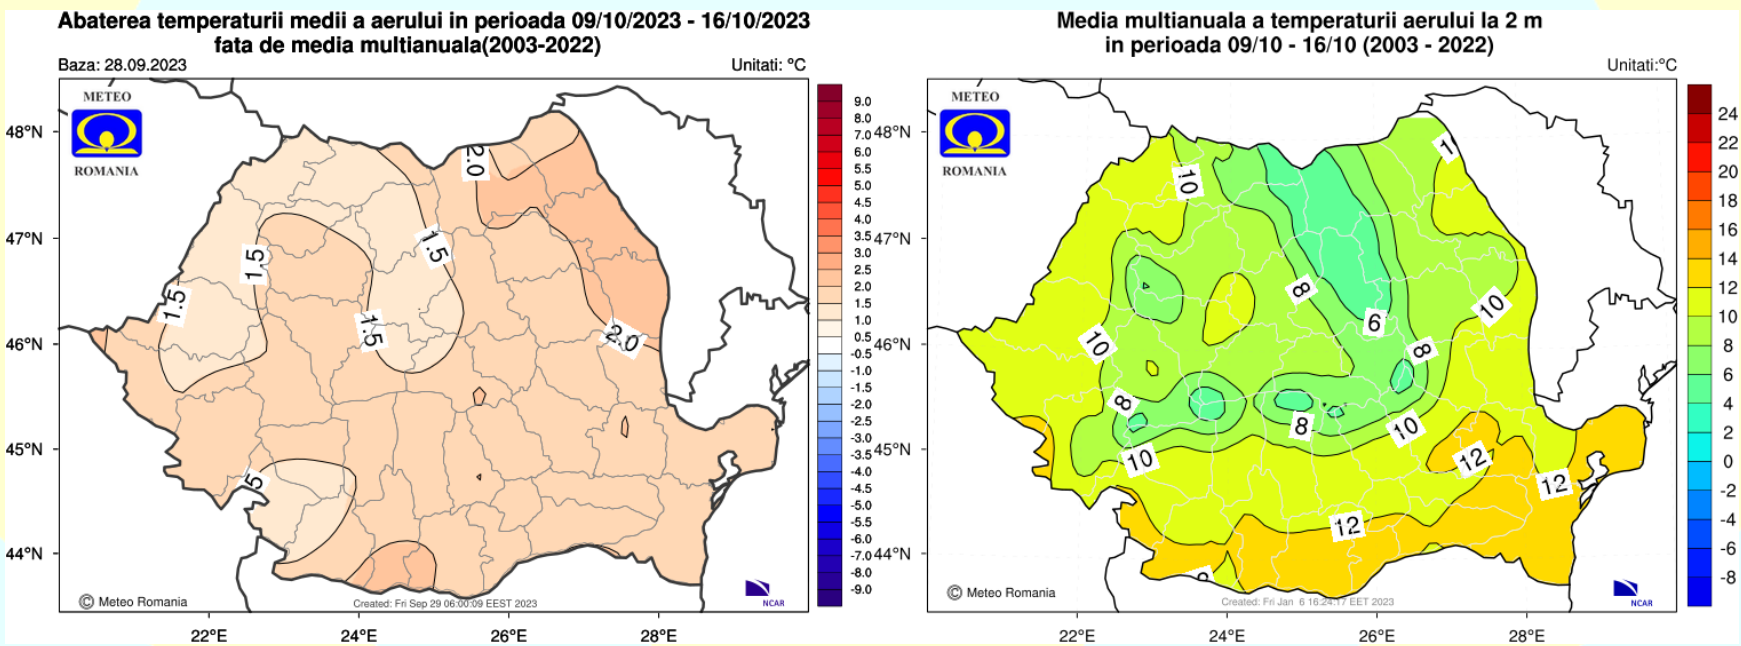 Abaterea temperaturii medii a aerului in perioada 09/10/2023 - 16/10/2023
fata de media multianuala(2003-2022)
Baza: 28.09.2023
Unitati: °C
METEO
ROMANIA
48°N
47°N
46°N
45°N
44°N
2.0
1.5
1.5
1.5
1.5
2.0
5
9.0
8.0
7.0
6.0
5.5
5.0
4.5
4.0
3.5
3.0
2.5
2.0
1.5
1.0
0.5
-0.5
-1.0
-1.5
-2.0
-2.5
-3.0
-3.5
-4.0
-4.5
-5.0
-5.5
-6.0
-7.0
-8.0
-9.0
© Meteo Romania
Created: Fri Sep 29 06:00:09 EEST 2023
NCAR
22°E
24°E
26°E
28°E
Media multianuala a temperaturii aerului la 2 m
in perioada 09/10 - 16/10 (2003 - 2022)
Unitati:°C
METEO
ROMANIA
48°N
47°N
46°N
45°N
44°N
1
10
8
10
6
10
8
8
8
10
10
12
12
12
24
22
20
18
16
14
12
10
8
6
4
2
0
-2
-4
-6
-8
© Meteo Romania
Created: Fri Jan 6 16:24:17 EET 2023
NCAR
22°E
24°E
26°E
28°E